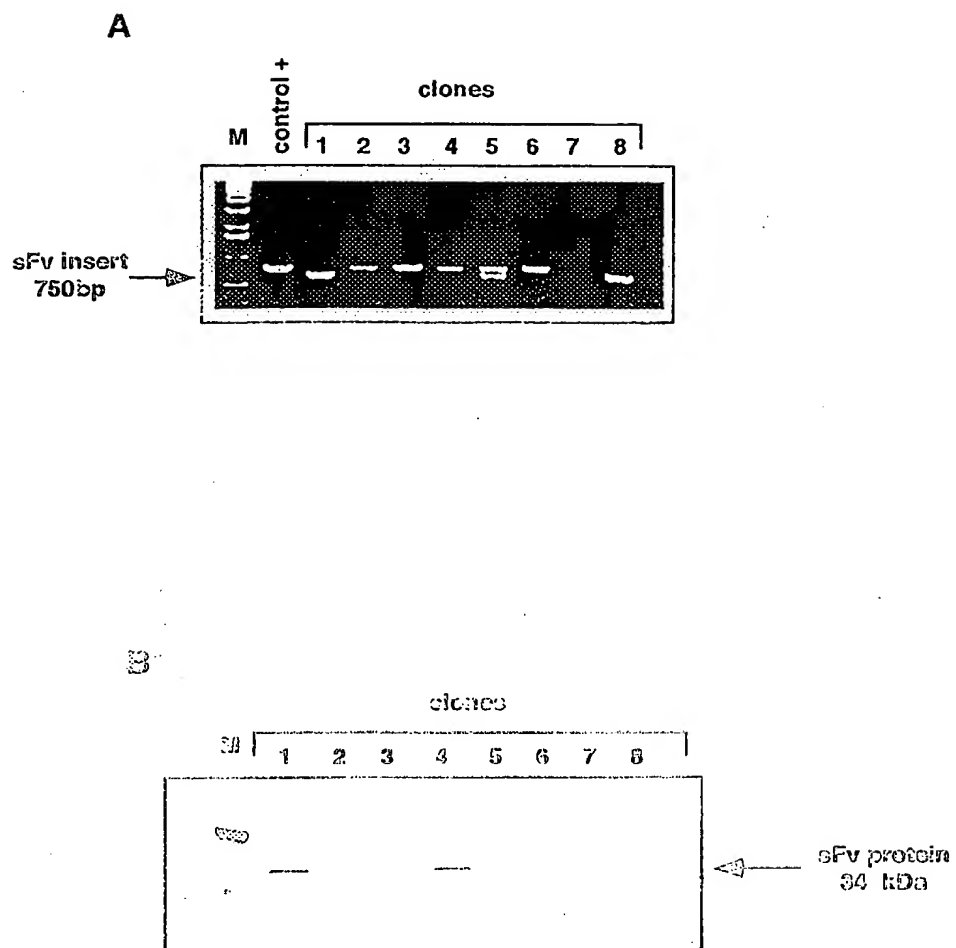 A
control +
clones
M
1 2 3 4 5 6 7 8
sFv insert
750bp
B
clones
M
1 2 3 4 5 6 7 8
sFv protein
34 kDa